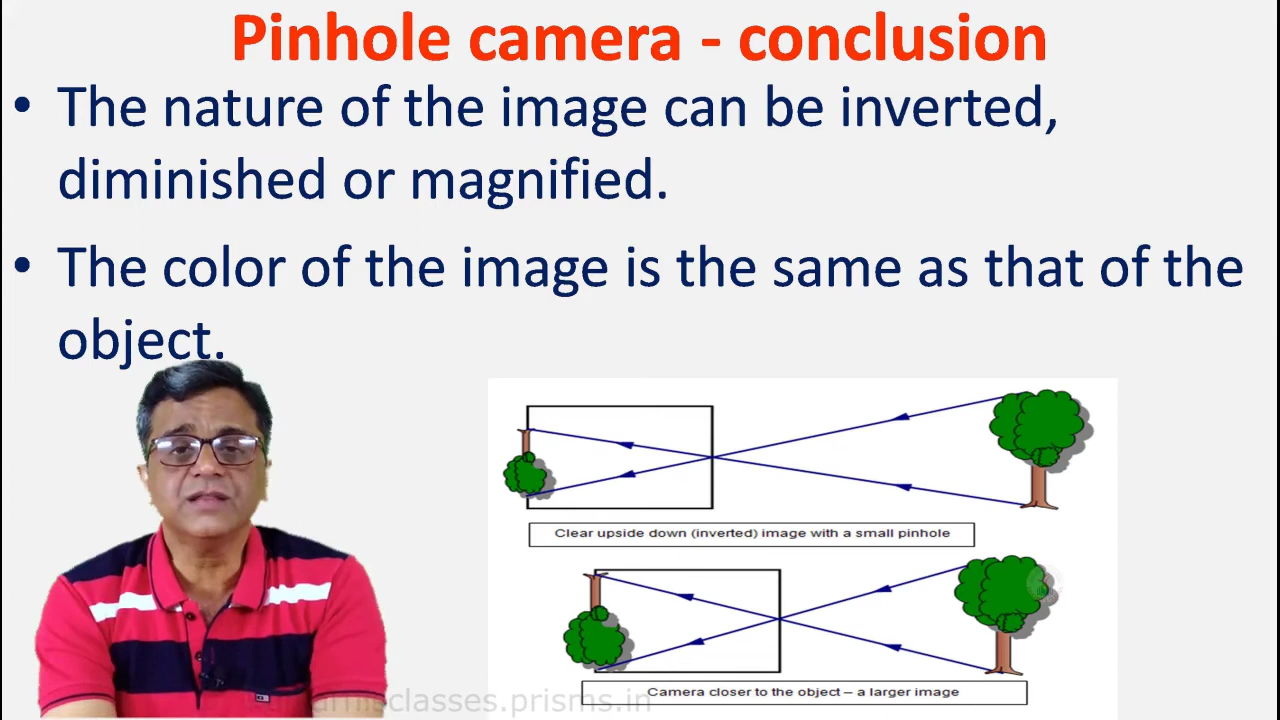 Pinhole camera - conclusion
• The nature of the image can be inverted,
diminished or magnified.
• The color of the image is the same as that of the
object.
Clear upside down (inverted) image with a small pinhole
Camera closer to the object – a larger image